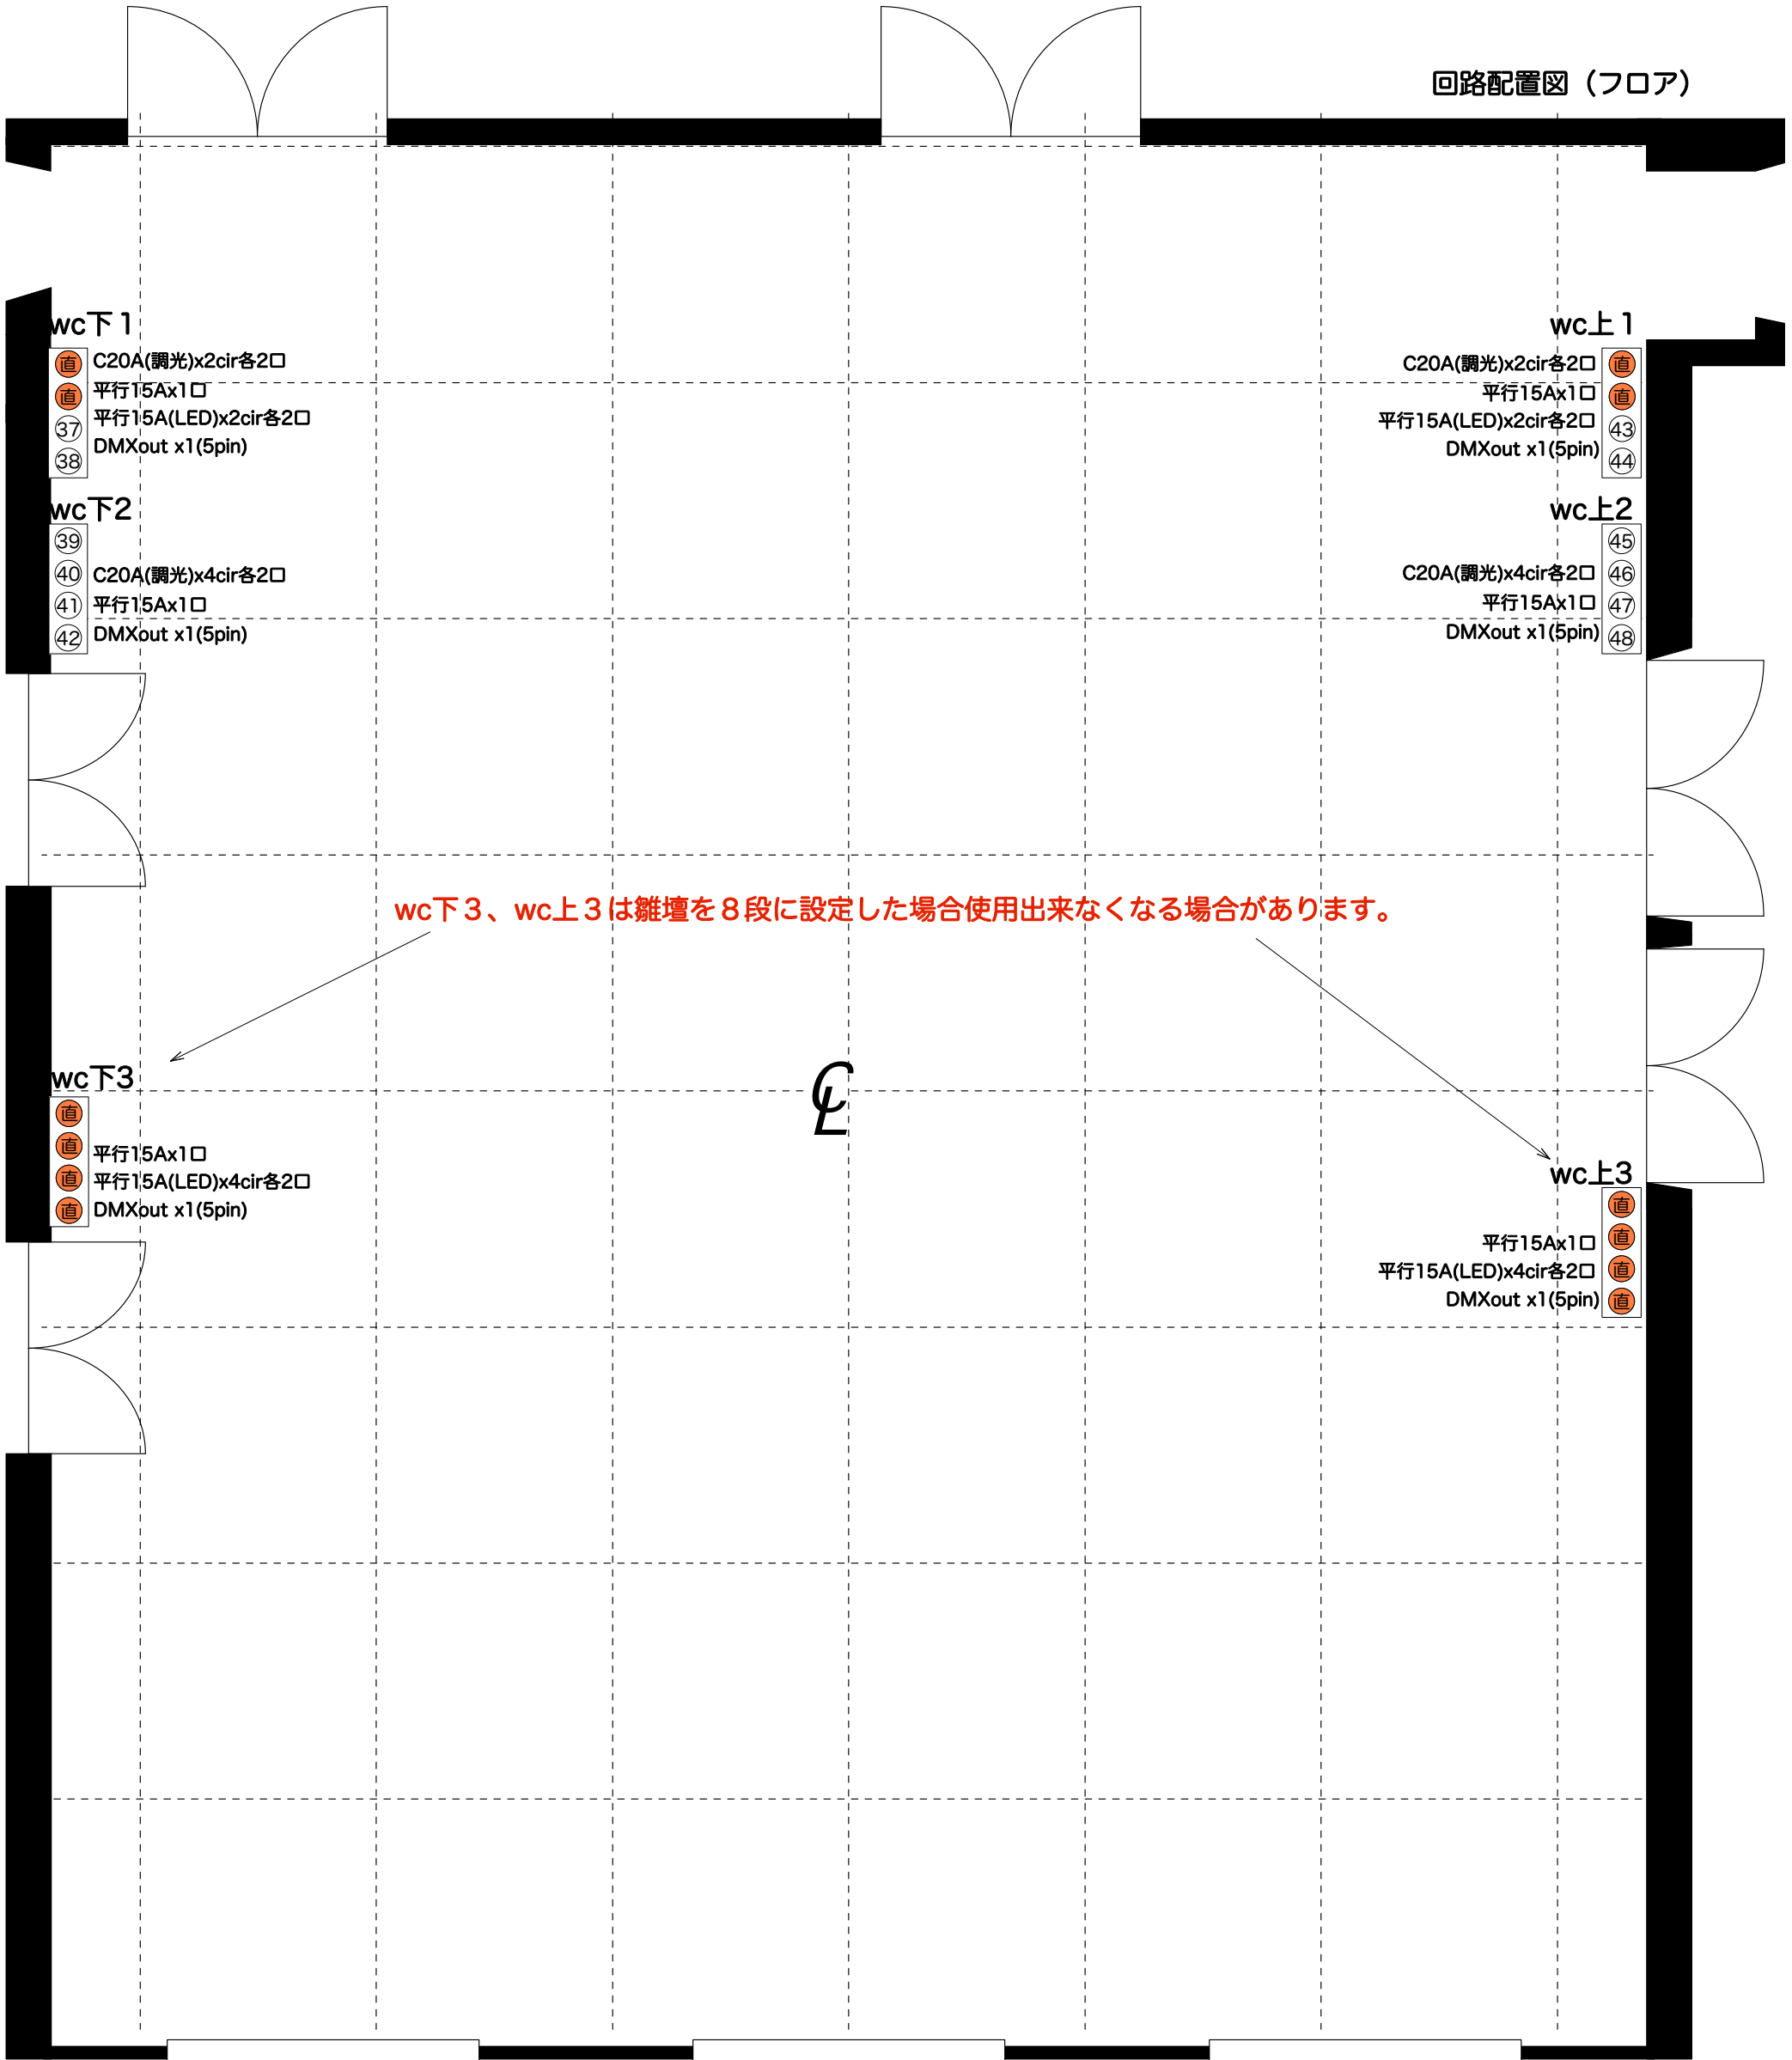 回路配置図（フロア）
wc下１
直
直
37
38
C20A(調光)x2cir各2口
平行15Ax1口
平行15A(LED)x2cir各2口
DMXout x1(5pin)
wc上１
C20A(調光)x2cir各2口
平行15Ax1口
平行15A(LED)x2cir各2口
DMXout x1(5pin)
直
直
43
44
wc下2
39
40
41
42
C20A(調光)x4cir各2口
平行15Ax1口
DMXout x1(5pin)
wc上2
C20A(調光)x4cir各2口
平行15Ax1口
DMXout x1(5pin)
45
46
47
48
wc下３、wc上３は雛壇を８段に設定した場合使用出来なくなる場合があります。
CL
wc下3
直
直
直
直
平行15Ax1口
平行15A(LED)x4cir各2口
DMXout x1(5pin)
wc上3
平行15Ax1口
平行15A(LED)x4cir各2口
DMXout x1(5pin)
直
直
直
直